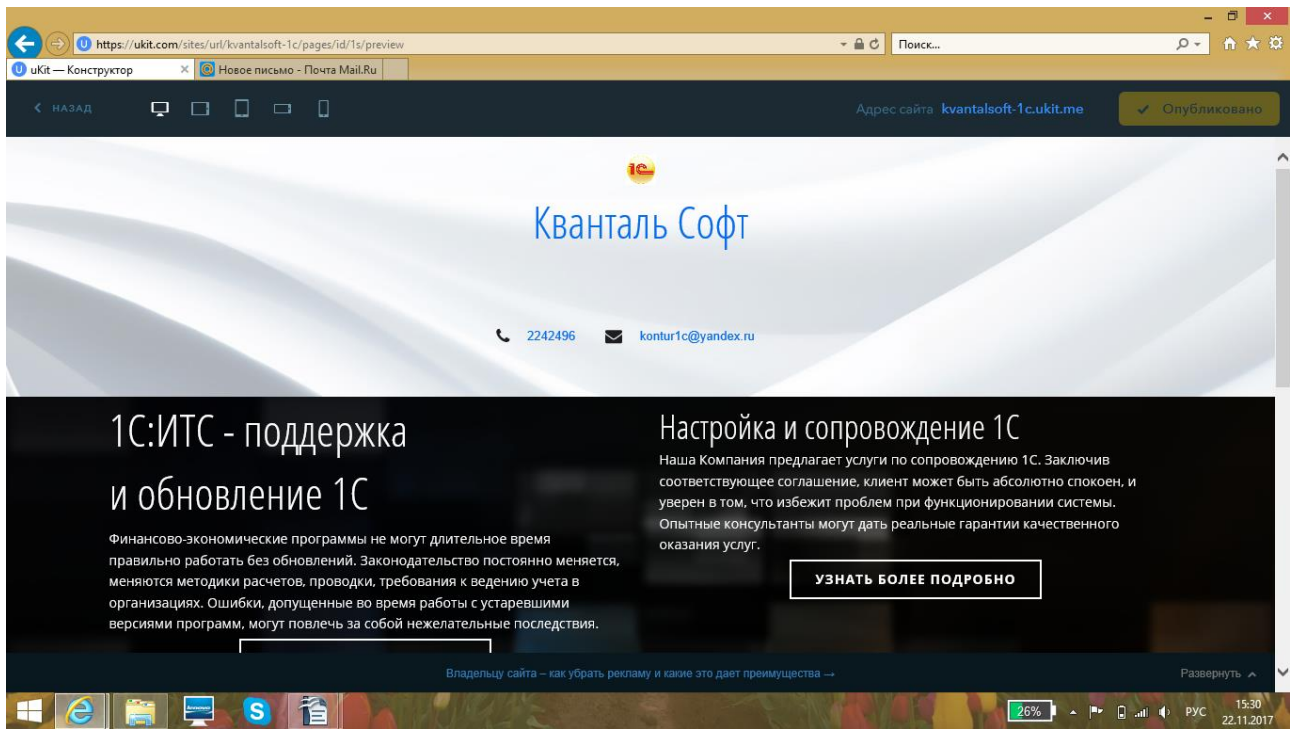 https://ukit.com/sites/url/kvantalsoft-1c/pages/id/1s/preview
Поиск...
uKit — Конструктор
Новое письмо - Почта Mail.Ru
НАЗАД
Адрес сайта kvantalsoft-1c.ukit.me
Опубликовано
1С
Кванталь Софт
2242496 kontur1c@yandex.ru
1С:ИТС - поддержка
и обновление 1С
Финансово-экономические программы не могут длительное время
правильно работать без обновлений. Законодательство постоянно меняется,
меняются методики расчетов, проводки, требования к ведению учета в
организациях. Ошибки, допущенные во время работы с устаревшими
версиями программ, могут повлечь за собой нежелательные последствия.
Настройка и сопровождение 1С
Наша Компания предлагает услуги по сопровождению 1С. Заключив
соответствующее соглашение, клиент может быть абсолютно спокоен, и
уверен в том, что избежит проблем при функционировании системы.
Опытные консультанты могут дать реальные гарантии качественного
оказания услуг.
УЗНАТЬ БОЛЕЕ ПОДРОБНО
Владельцу сайта – как убрать рекламу и какие это дает преимущества →
Развернуть
26%
РУС
15:30
22.11.2017